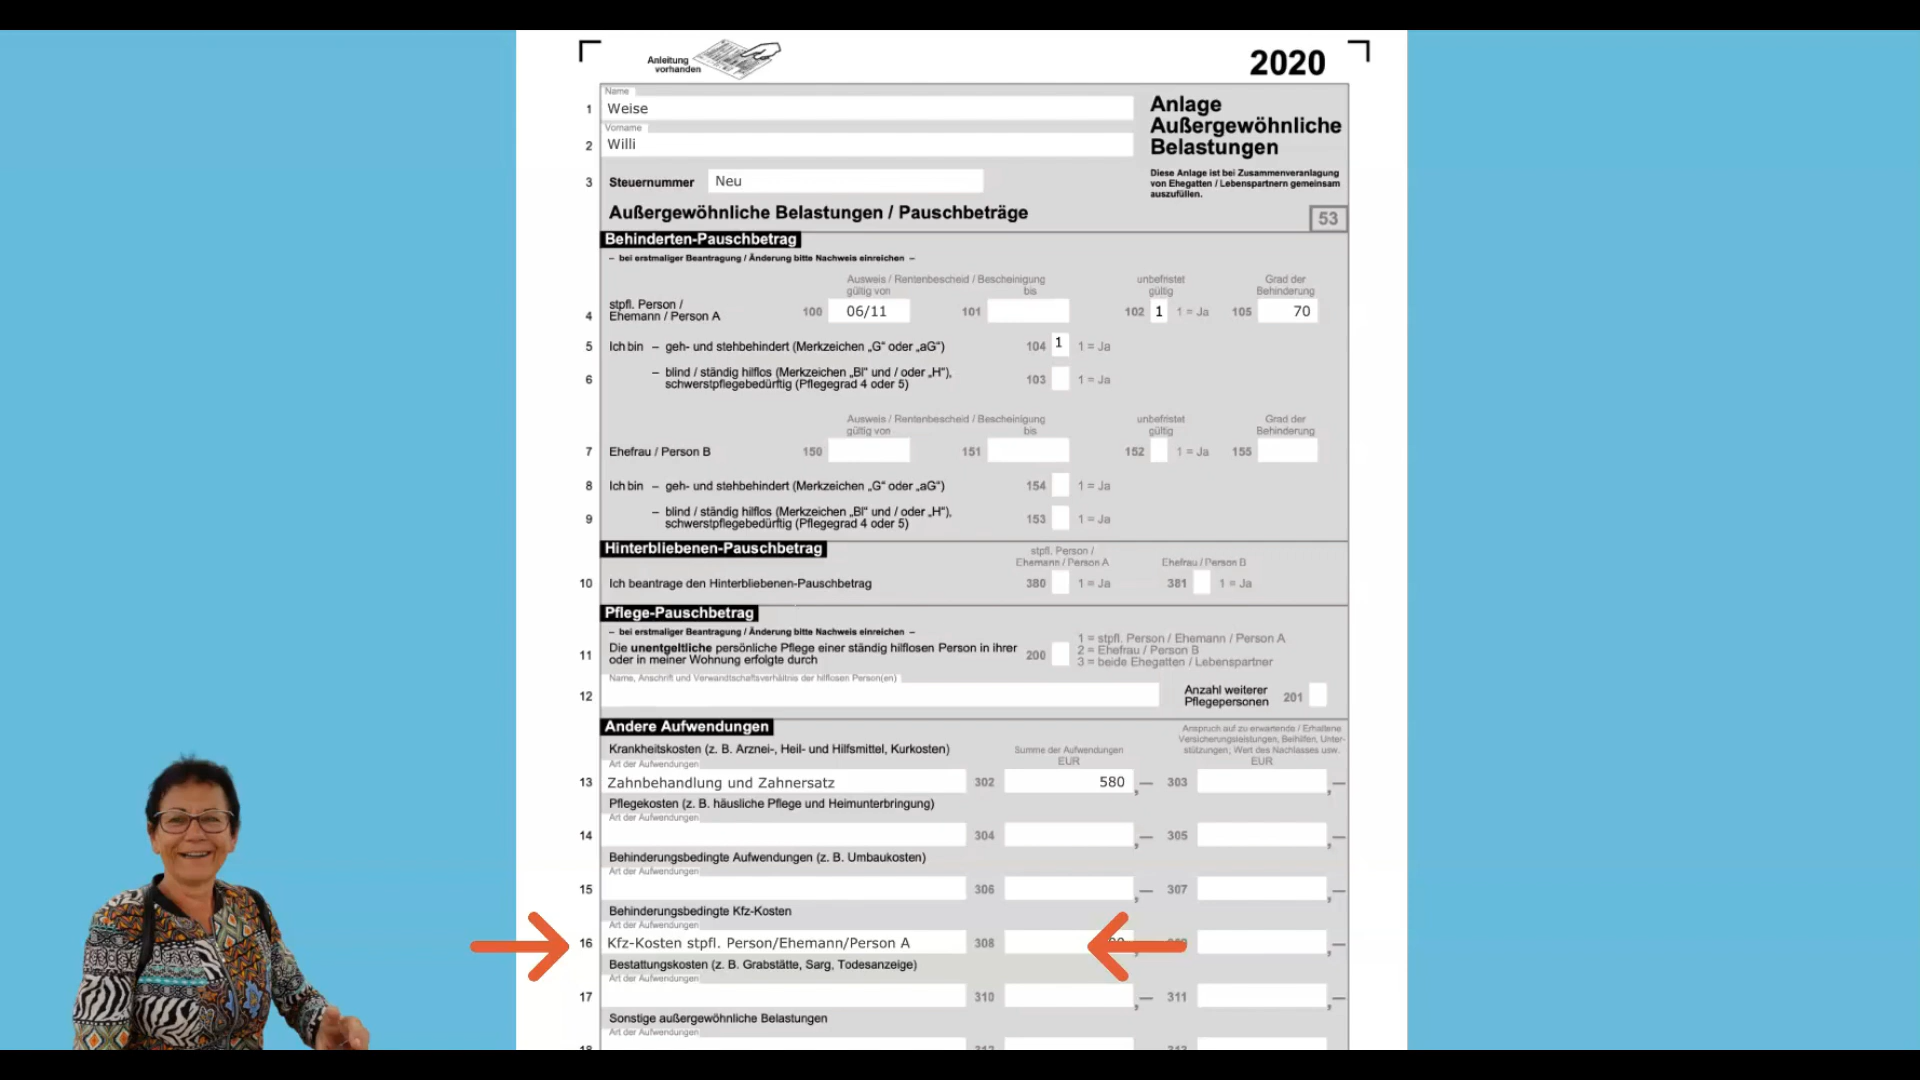 Anleitung
vorhanden
2020
Name
1 Weise
Vorname
2 Willi
Anlage
Außergewöhnliche
Belastungen
Diese Anlage ist bei Zusammenveranlagung
von Ehegatten / Lebenspartnern gemeinsam
auszufüllen.
3 Steuernummer Neu
Außergewöhnliche Belastungen / Pauschbeträge 53
Behinderten-Pauschbetrag
– bei erstmaliger Beantragung / Änderung bitte Nachweis einreichen –
Ausweis / Rentenbescheid / Bescheinigung unbefristet Grad der
gültig von bis gültig Behinderung
stpfl. Person /
4 Ehemann / Person A 100 06/11 101 102 1 1 = Ja 105 70
5 Ich bin – geh- und stehbehindert (Merkzeichen „G“ oder „aG“) 104 1 1 = Ja
– blind / ständig hilflos (Merkzeichen „Bl“ und / oder „H“),
6 schwerstpflegebedürftig (Pflegegrad 4 oder 5) 103 1 = Ja
Ausweis / Rentenbescheid / Bescheinigung unbefristet Grad der
gültig von bis gültig Behinderung
7 Ehefrau / Person B 150 151 152 1 = Ja 155
8 Ich bin – geh- und stehbehindert (Merkzeichen „G“ oder „aG“) 154 1 = Ja
– blind / ständig hilflos (Merkzeichen „Bl“ und / oder „H“),
9 schwerstpflegebedürftig (Pflegegrad 4 oder 5) 153 1 = Ja
Hinterbliebenen-Pauschbetrag
stpfl. Person /
Ehemann / Person A Ehefrau / Person B
10 Ich beantrage den Hinterbliebenen-Pauschbetrag 380 1 = Ja 381 1 = Ja
Pflege-Pauschbetrag
– bei erstmaliger Beantragung / Änderung bitte Nachweis einreichen –
11 Die unentgeltliche persönliche Pflege einer ständig hilflosen Person in ihrer
oder in meiner Wohnung erfolgte durch 200
1 = stpfl. Person / Ehemann / Person A
2 = Ehefrau / Person B
3 = beide Ehegatten / Lebenspartner
Name, Anschrift und Verwandtschaftsverhältnis der hilflosen Person(en)
12 Anzahl weiterer
Pflegepersonen 201
Andere Aufwendungen
Krankheitskosten (z. B. Arznei-, Heil- und Hilfsmittel, Kurkosten)
Summe der Aufwendungen
EUR
Anspruch auf zu erwartende / Erhaltene
Versicherungsleistungen, Beihilfen, Unter-
stützungen; Wert des Nachlasses usw.
EUR
Art der Aufwendungen
13 Zahnbehandlung und Zahnersatz 302 580 ,— 303 ,—
Pflegekosten (z. B. häusliche Pflege und Heimunterbringung)
Art der Aufwendungen
14 304 ,— 305 ,—
Behinderungsbedingte Aufwendungen (z. B. Umbaukosten)
Art der Aufwendungen
15 306 ,— 307 ,—
Behinderungsbedingte Kfz-Kosten
Art der Aufwendungen
16 Kfz-Kosten stpfl. Person/Ehemann/Person A 308 ,—
Bestattungskosten (z. B. Grabstätte, Sarg, Todesanzeige)
Art der Aufwendungen
17 310 ,— 311 ,—
Sonstige außergewöhnliche Belastungen
Art der Aufwendungen